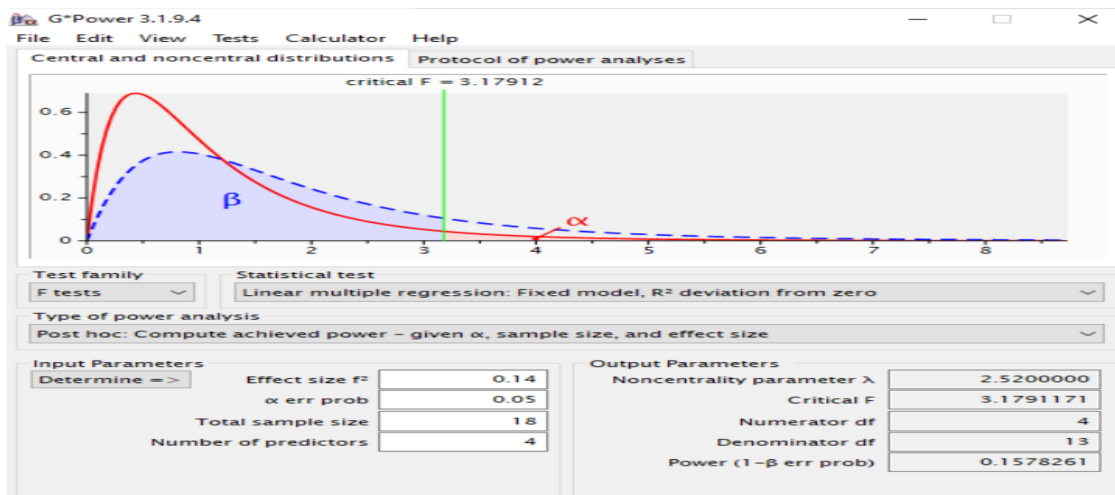 G*Power 3.1.9.4
File Edit View Tests Calculator Help
Central and noncentral distributions Protocol of power analyses
critical F = 3.17912
0.6
0.4
0.2
0
β
α
0 1 2 3 4 5 6 7 8
Test family Statistical test
F tests Linear multiple regression: Fixed model, R² deviation from zero
Type of power analysis
Post hoc: Compute achieved power – given α, sample size, and effect size
Input Parameters Output Parameters
Determine => Effect size f² 0.14 Noncentrality parameter λ 2.5200000
α err prob 0.05 Critical F 3.1791171
Total sample size 18 Numerator df 4
Number of predictors 4 Denominator df 13
Power (1-β err prob) 0.1578261